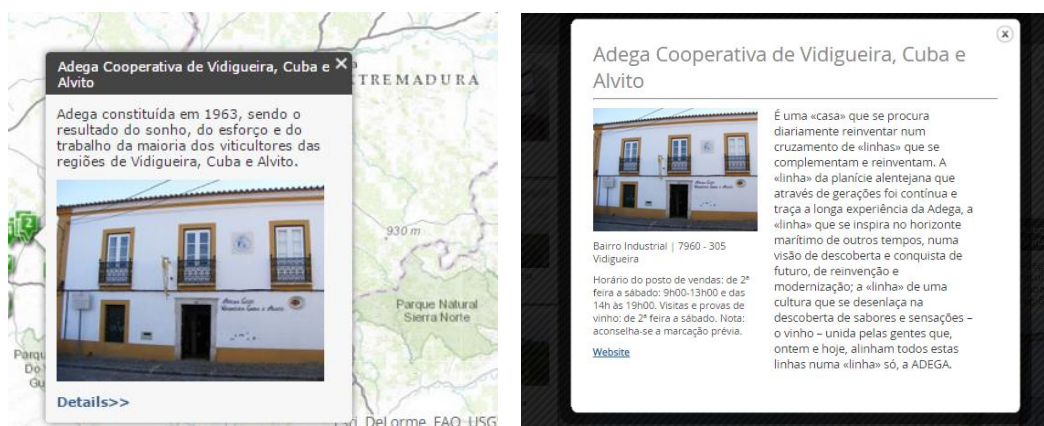 Adega Cooperativa de Vidigueira, Cuba e
Alvito
Adega constituída em 1963, sendo o
resultado do sonho, do esforço e do
trabalho da maioria dos viticultores das
regiões de Vidigueira, Cuba e Alvito.
Details>>
TREMADURA
930 m
Parque Natural
Sierra Norte
Parqu
Do
Gu
2
DeLorme, FAO, USG
Adega Cooperativa de Vidigueira, Cuba e
Alvito
Bairro Industrial | 7960 - 305
Vidigueira
Horário do posto de vendas: de 2ª
feira a sábado: 9h00-13h00 e das
14h às 19h00. Visitas e provas de
vinho: de 2ª feira a sábado. Nota:
aconselha-se a marcação prévia.
Website
É uma «casa» que se procura
diariamente reinventar num
cruzamento de «linhas» que se
complementam e reinventam. A
«linha» da planície alentejana que
através de gerações foi contínua e
traça a longa experiência da Adega, a
«linha» que se inspira no horizonte
marítimo de outros tempos, numa
visão de descoberta e conquista de
futuro, de reinvenção e
modernização; a «linha» de uma
cultura que se desenlaça na
descoberta de sabores e sensações –
o vinho – unida pelas gentes que,
ontem e hoje, alinham todos estas
linhas numa «linha» só, a ADEGA.